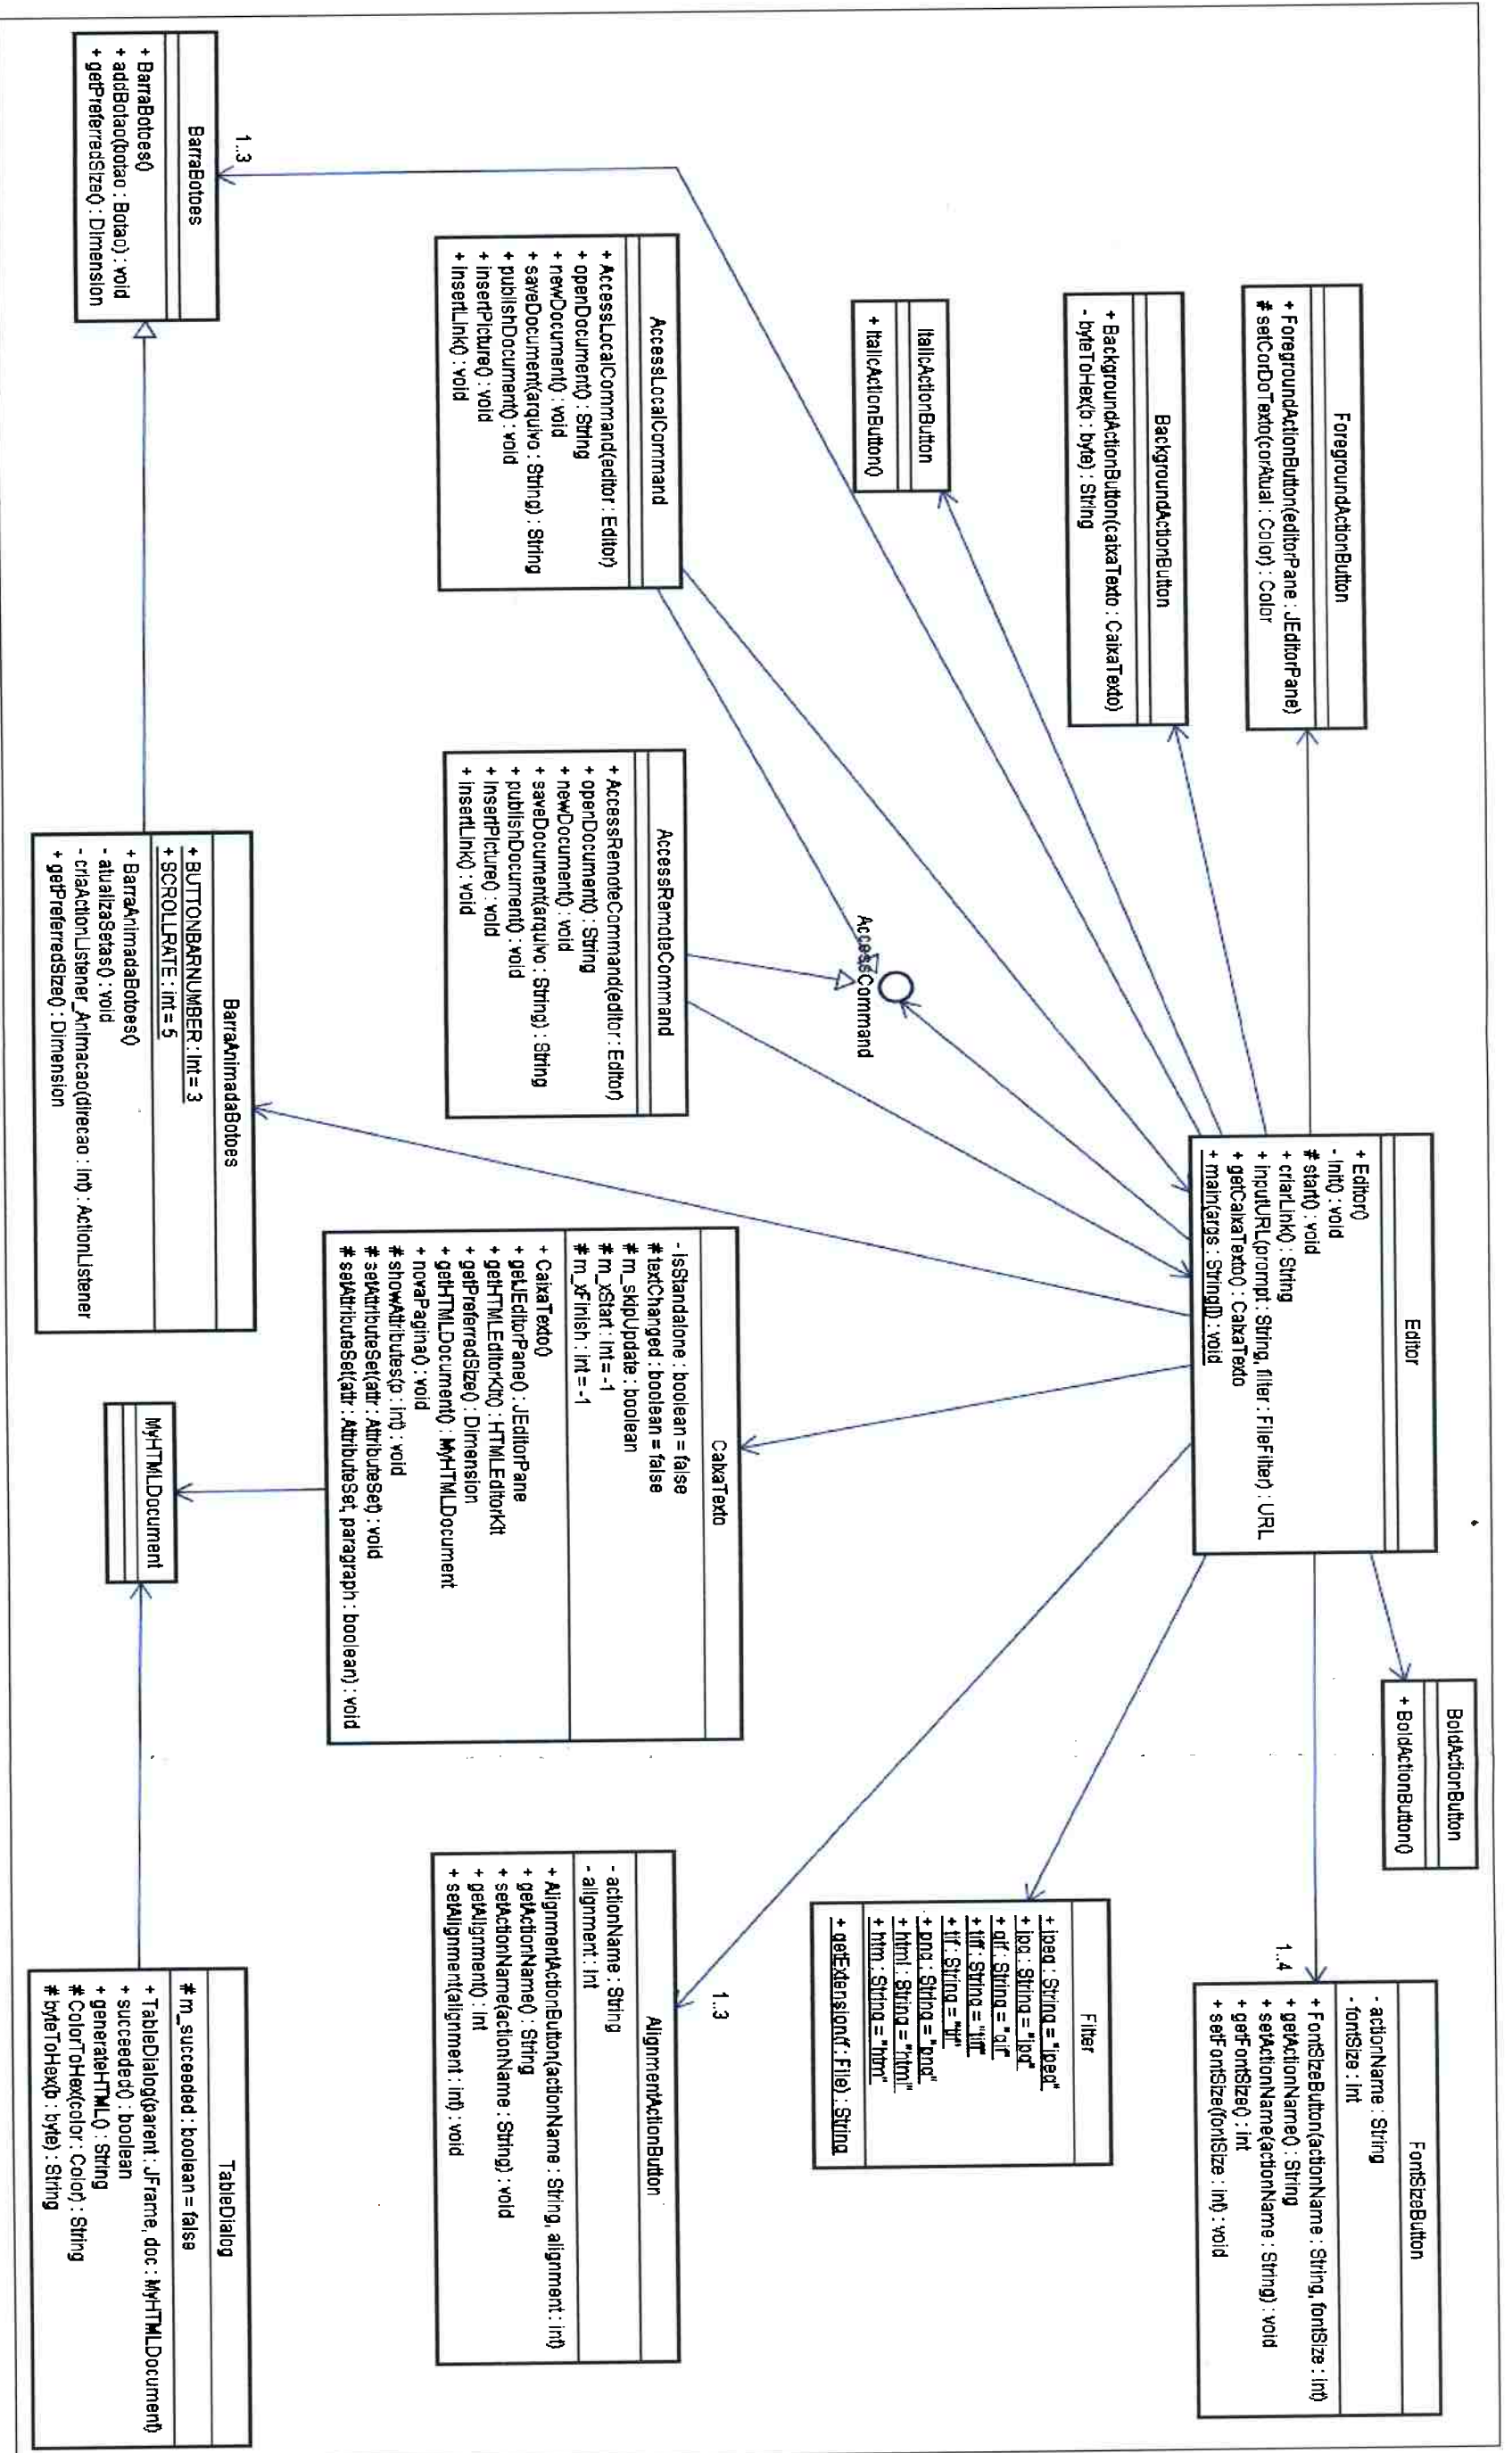 Editor
+ Editor()
- init() : void
# start() : void
+ criarLink() : String
+ inputURL(prompt : String, filter : FileFilter) : URL
+ getCaixaTexto() : CaixaTexto
+ main(args : String[]) : void
BoldActionButton
+ BoldActionButton()
ForegroundActionButton
+ ForegroundActionButton(editorPane : JEditorPane)
# setCorDoTexto(corAtual : Color) : Color
FontSizeButton
- actionName : String
- fontSize : int
+ FontSizeButton(actionName : String, fontSize : int)
+ getActionName() : String
+ setActionName(actionName : String) : void
+ getFontSize() : int
+ setFontSize(fontSize : int) : void
1..4
BackgroundActionButton
+ BackgroundActionButton(caixaTexto : CaixaTexto)
- byteToHex(b : byte) : String
Filter
+ jpeg : String = "jpeg"
+ jpg : String = "jpg"
+ gif : String = "gif"
+ tiff : String = "tiff"
+ tif : String = "tif"
+ png : String = "png"
+ html : String = "html"
+ htm : String = "htm"
+ getExtension(f : File) : String
ItalicActionButton
+ ItalicActionButton()
AccessCommand
AccessLocalCommand
+ AccessLocalCommand(editor : Editor)
+ openDocument() : String
+ newDocument() : void
+ saveDocument(arquivo : String) : String
+ publishDocument() : void
+ insertPicture() : void
+ insertLink() : void
AccessRemoteCommand
+ AccessRemoteCommand(editor : Editor)
+ openDocument() : String
+ newDocument() : void
+ saveDocument(arquivo : String) : String
+ publishDocument() : void
+ insertPicture() : void
+ insertLink() : void
CaixaTexto
- isStandalone : boolean = false
# textChanged : boolean = false
# m_skipUpdate : boolean
# m_xStart : int = -1
# m_xFinish : int = -1
+ CaixaTexto()
+ getJEditorPane() : JEditorPane
+ getHTMLEditorKit() : HTMLEditorKit
+ getPreferredSize() : Dimension
+ getHTMLDocument() : MyHTMLDocument
+ novaPagina() : void
# showAttributes(p : int) : void
# setAttributeSet(attr : AttributeSet) : void
# setAttributeSet(attr : AttributeSet, paragraph : boolean) : void
1..3
AlignmentActionButton
- actionName : String
- alignment : int
+ AlignmentActionButton(actionName : String, alignment : int)
+ getActionName() : String
+ setActionName(actionName : String) : void
+ getAlignment() : int
+ setAlignment(alignment : int) : void
1..3
BarraBotoes
+ BarraBotoes()
+ addBotao(botao : Botao) : void
+ getPreferredSize() : Dimension
BarraAnimadaBotoes
+ BUTTONBARNUMBER : int = 3
+ SCROLLRATE : int = 5
+ BarraAnimadaBotoes()
- atualizaSetas() : void
- criaActionListener_Animacao(direcao : int) : ActionListener
+ getPreferredSize() : Dimension
MyHTMLDocument
TableDialog
# m_succeeded : boolean = false
+ TableDialog(parent : JFrame, doc : MyHTMLDocument)
+ succeeded() : boolean
+ generateHTML() : String
# ColorToHex(color : Color) : String
# byteToHex(b : byte) : String